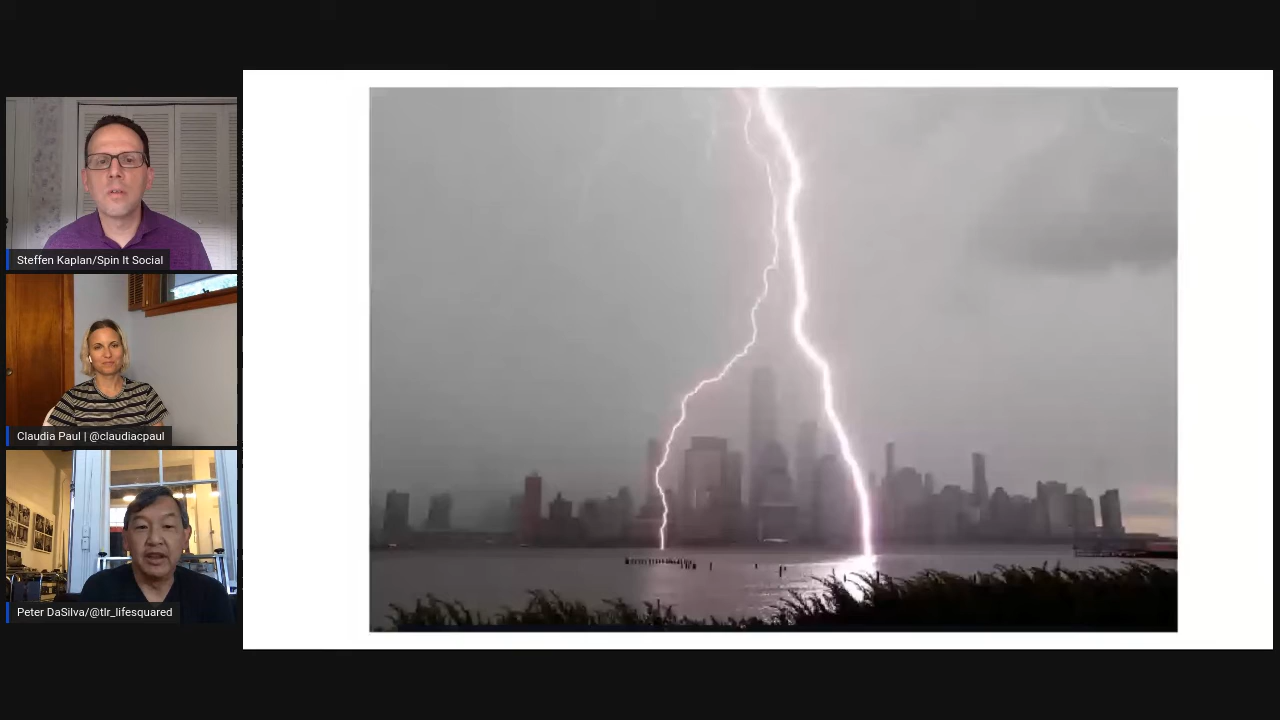 Steffen Kaplan/Spin It Social
Claudia Paul | @claudiacpaul
Peter DaSilva/@tlr_lifesquared